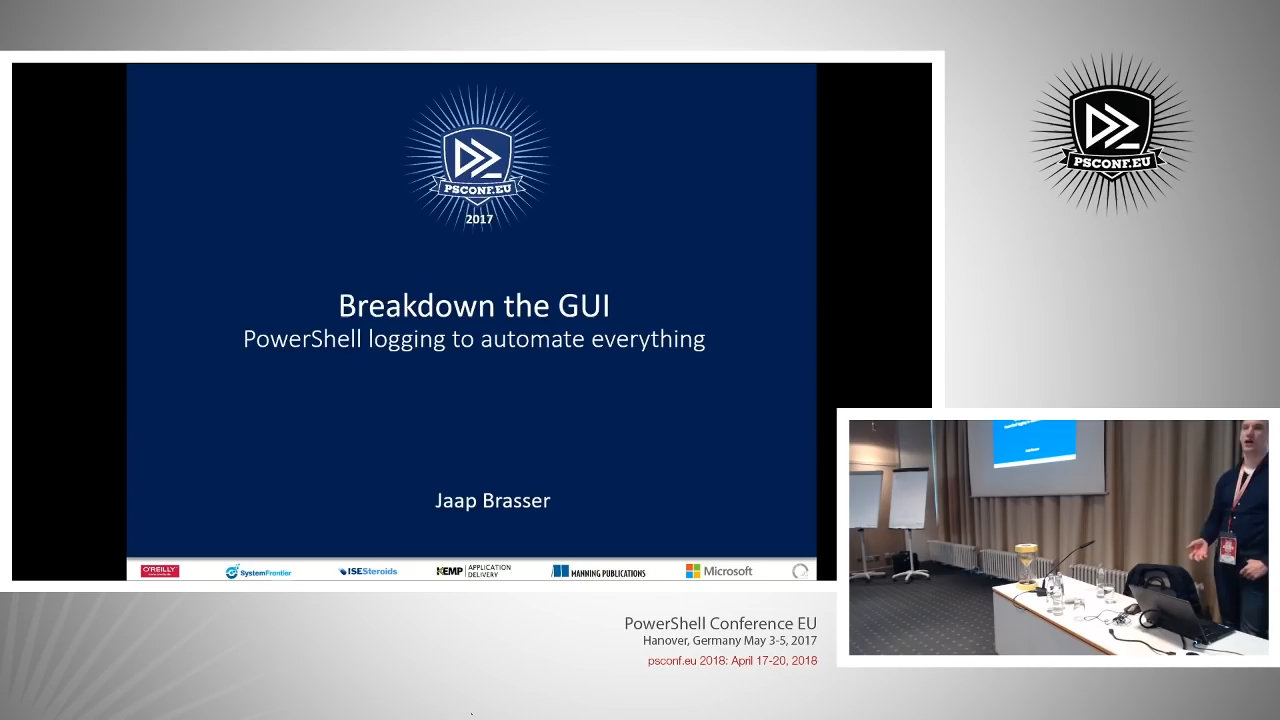 PSCONF.EU
2017
Breakdown the GUI
PowerShell logging to automate everything
Jaap Brasser
O'REILLY
SystemFrontier
ISESteroids
KEMP APPLICATION DELIVERY
MANNING PUBLICATIONS
Microsoft
PSCONF.EU
PowerShell Conference EU
Hanover, Germany May 3-5, 2017
psconf.eu 2018: April 17-20, 2018